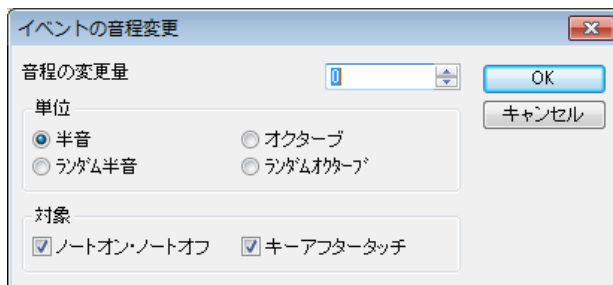 イベントの音程変更
音程の変更量 0
OK
キャンセル
単位
半音 オクターブ
ランダム半音 ランダムオクターブ
対象
ノートオン・ノートオフ キーアフタータッチ